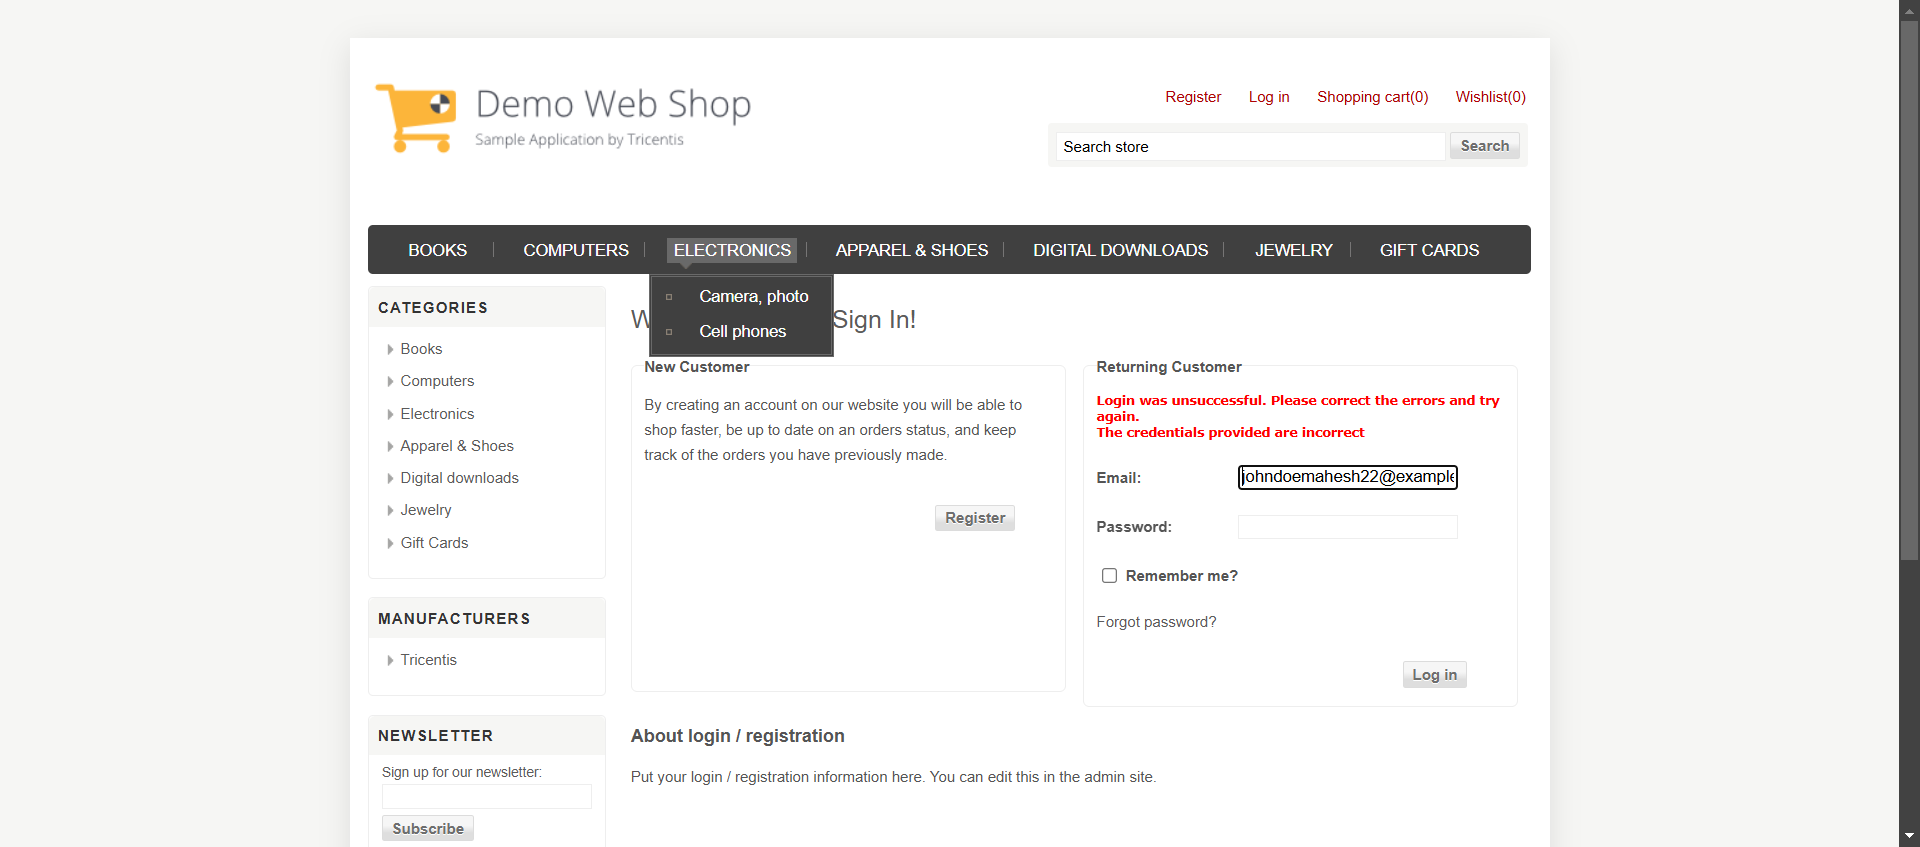 Demo Web Shop
Sample Application by Tricentis
Register
Log in
Shopping cart(0)
Wishlist(0)
Search store
Search
BOOKS
COMPUTERS
ELECTRONICS
APPAREL & SHOES
DIGITAL DOWNLOADS
JEWELRY
GIFT CARDS
Camera, photo
Cell phones
CATEGORIES
Books
Computers
Electronics
Apparel & Shoes
Digital downloads
Jewelry
Gift Cards
MANUFACTURERS
Tricentis
NEWSLETTER
Sign up for our newsletter:
Subscribe
Sign In!
New Customer
By creating an account on our website you will be able to
shop faster, be up to date on an orders status, and keep
track of the orders you have previously made.
Register
Returning Customer
Login was unsuccessful. Please correct the errors and try
again.
The credentials provided are incorrect
Email:
johndoemahesh22@example
Password:
Remember me?
Forgot password?
Log in
About login / registration
Put your login / registration information here. You can edit this in the admin site.